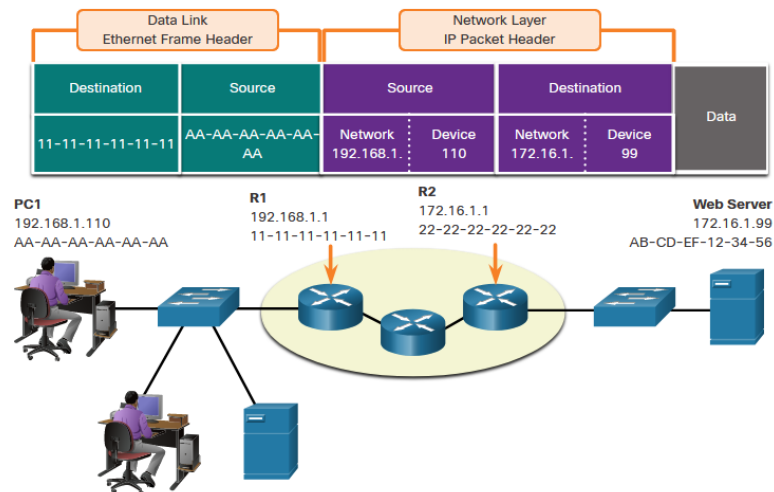 Data Link
Ethernet Frame Header
Network Layer
IP Packet Header
Destination
Source
Source
Destination
Data
11-11-11-11-11-11
AA-AA-AA-AA-AA-
AA
Network
192.168.1.
Device
110
Network
172.16.1.
Device
99
PC1
192.168.1.110
AA-AA-AA-AA-AA-AA
R1
192.168.1.1
11-11-11-11-11-11
R2
172.16.1.1
22-22-22-22-22-22
Web Server
172.16.1.99
AB-CD-EF-12-34-56